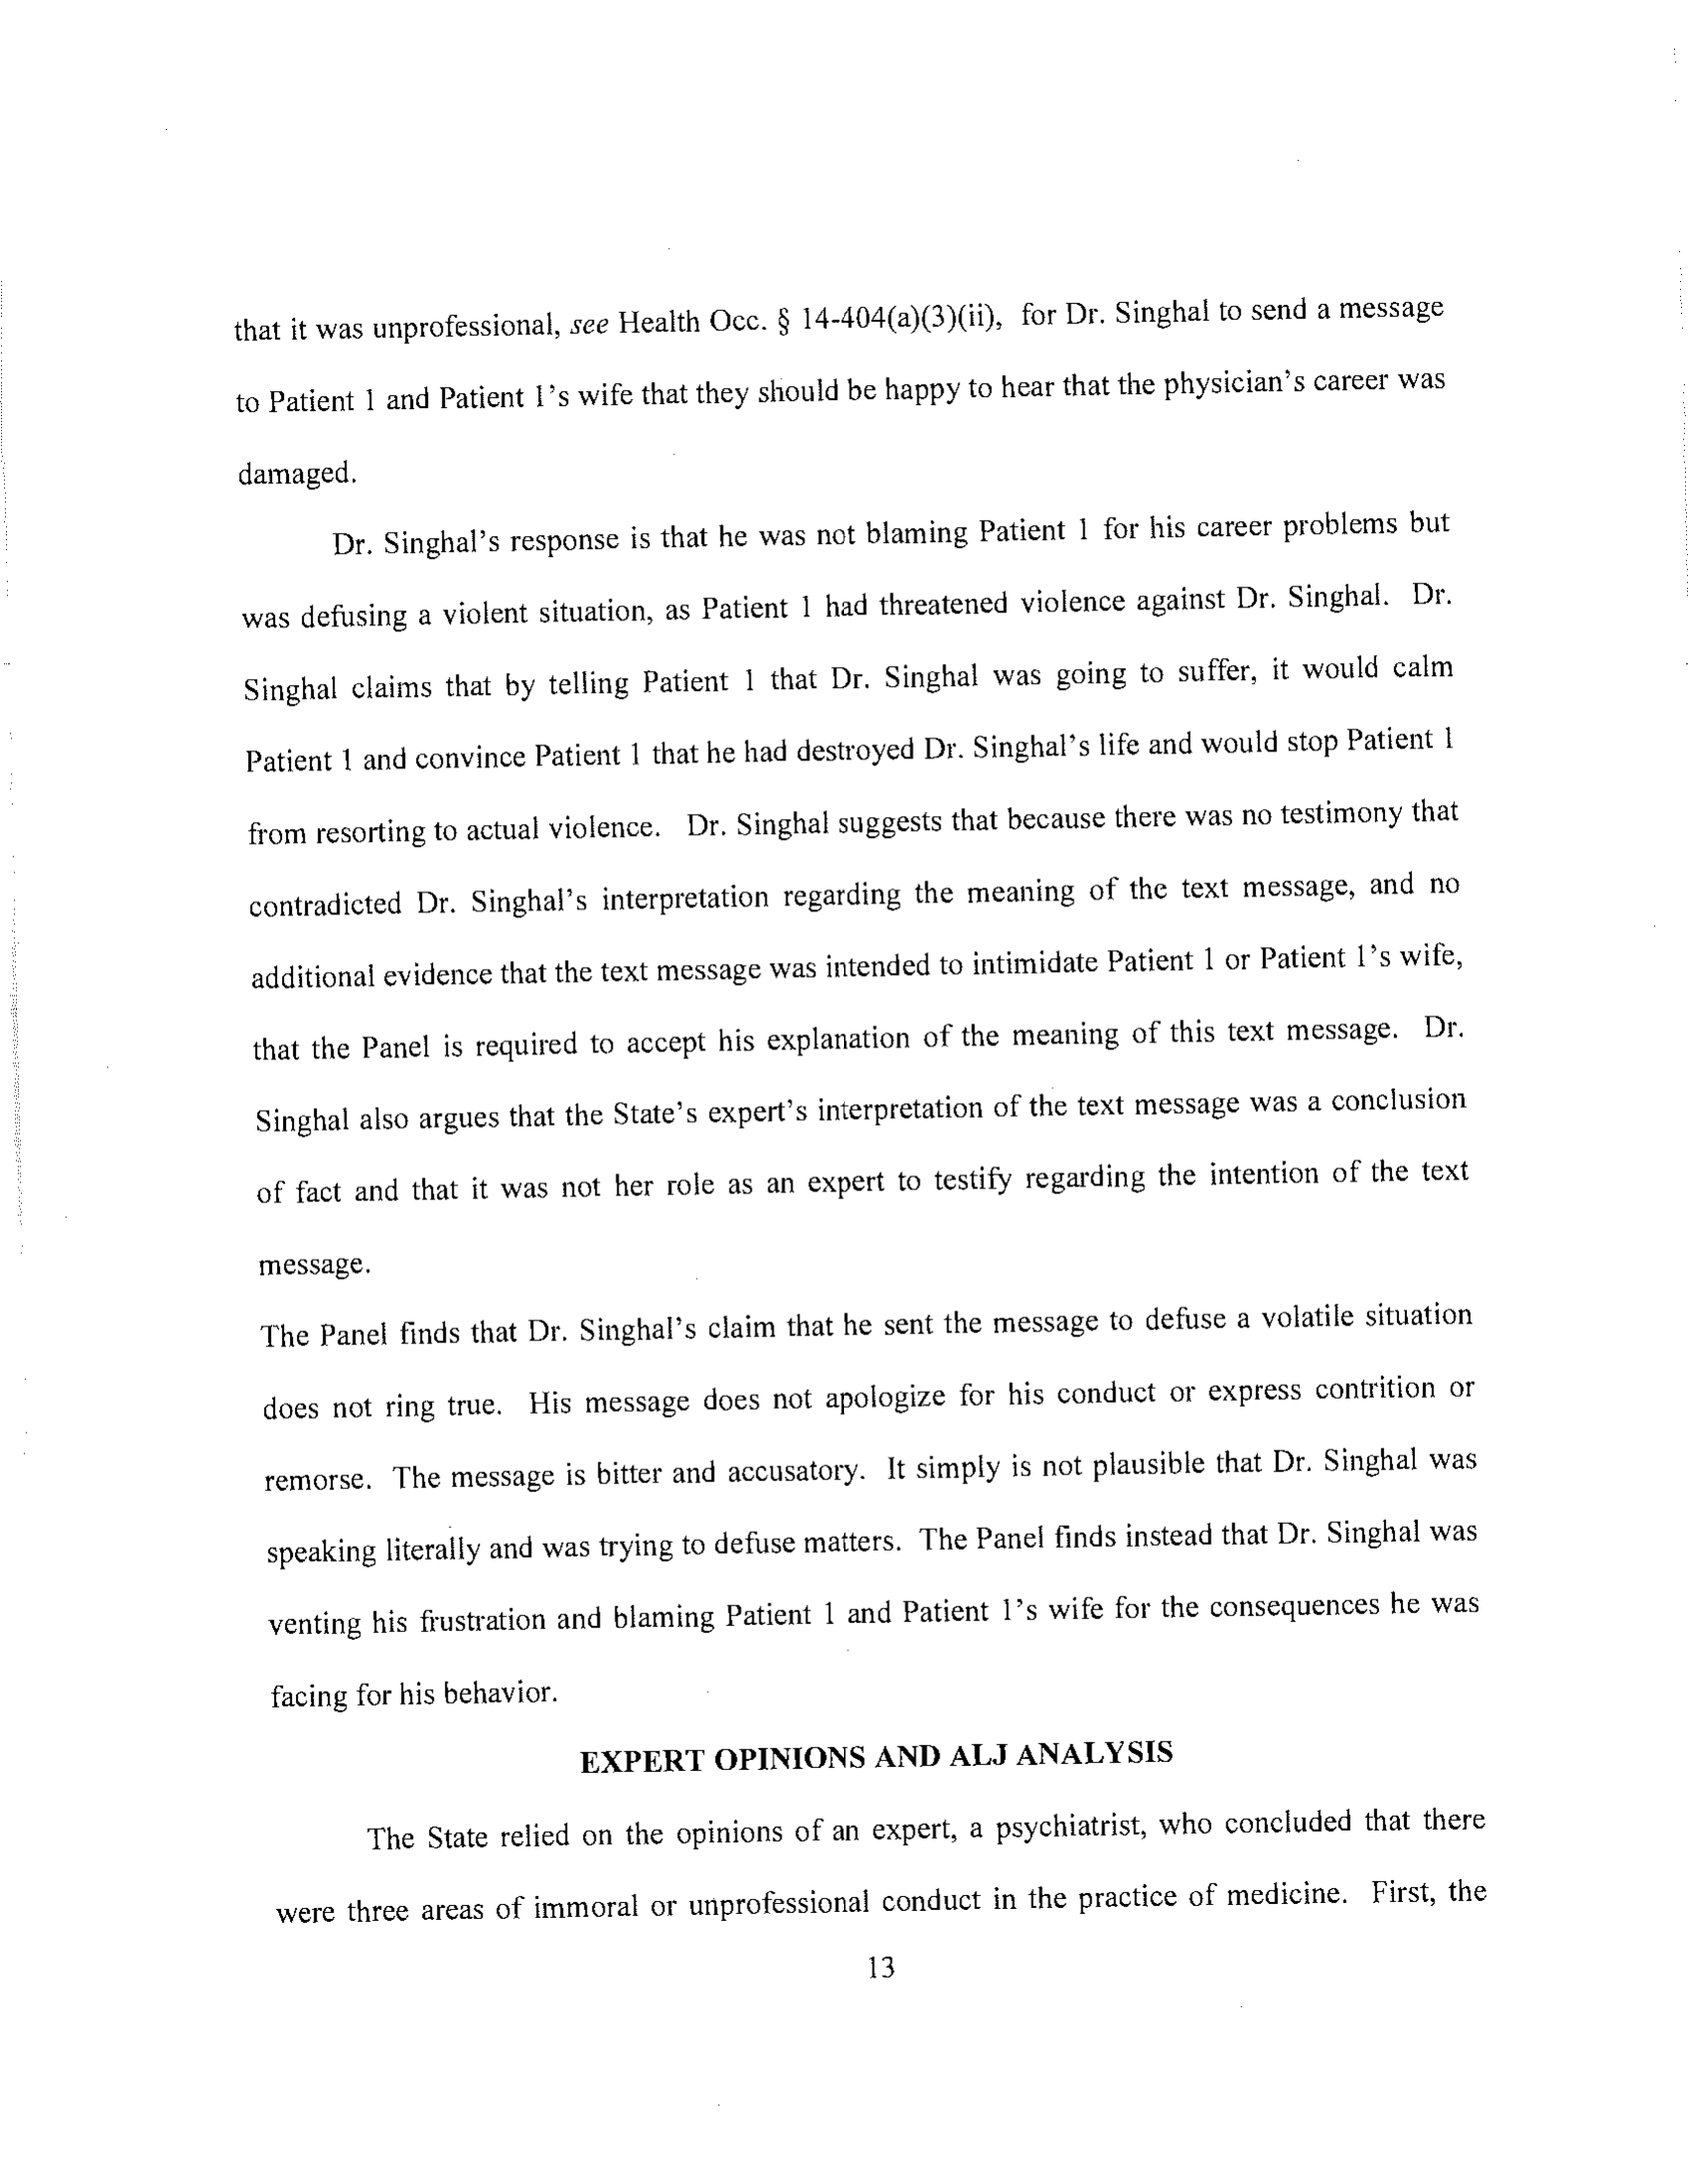 that it was unprofessional, see Health Occ. § 14-404(a)(3)(ii), for Dr. Singhal to send a message
to Patient 1 and Patient 1's wife that they should be happy to hear that the physician's career was
damaged.
Dr. Singhal's response is that he was not blaming Patient 1 for his career problems but
was defusing a violent situation, as Patient 1 had threatened violence against Dr. Singhal. Dr.
Singhal claims that by telling Patient 1 that Dr. Singhal was going to suffer, it would calm
Patient 1 and convince Patient 1 that he had destroyed Dr. Singhal's life and would stop Patient 1
from resorting to actual violence. Dr. Singhal suggests that because there was no testimony that
contradicted Dr. Singhal's interpretation regarding the meaning of the text message, and no
additional evidence that the text message was intended to intimidate Patient 1 or Patient 1's wife,
that the Panel is required to accept his explanation of the meaning of this text message. Dr.
Singhal also argues that the State's expert's interpretation of the text message was a conclusion
of fact and that it was not her role as an expert to testify regarding the intention of the text
message.
The Panel finds that Dr. Singhal's claim that he sent the message to defuse a volatile situation
does not ring true. His message does not apologize for his conduct or express contrition or
remorse. The message is bitter and accusatory. It simply is not plausible that Dr. Singhal was
speaking literally and was trying to defuse matters. The Panel finds instead that Dr. Singhal was
venting his frustration and blaming Patient 1 and Patient 1's wife for the consequences he was
facing for his behavior.
EXPERT OPINIONS AND ALJ ANALYSIS
The State relied on the opinions of an expert, a psychiatrist, who concluded that there
were three areas of immoral or unprofessional conduct in the practice of medicine. First, the
13